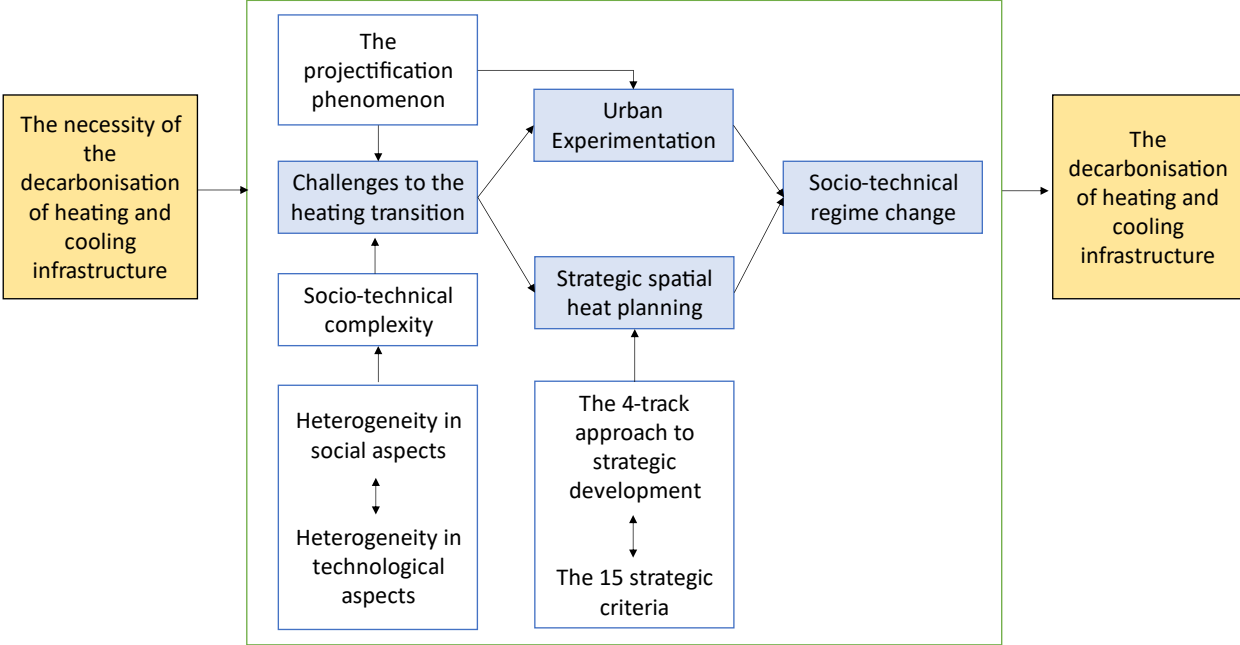 The necessity of
the
decarbonisation
of heating and
cooling
infrastructure
The
projectification
phenomenon
Challenges to the
heating transition
Socio-technical
complexity
Heterogeneity in
social aspects
Heterogeneity in
technological
aspects
Urban
Experimentation
Strategic spatial
heat planning
The 4-track
approach to
strategic
development
The 15 strategic
criteria
Socio-technical
regime change
The
decarbonisation
of heating and
cooling
infrastructure